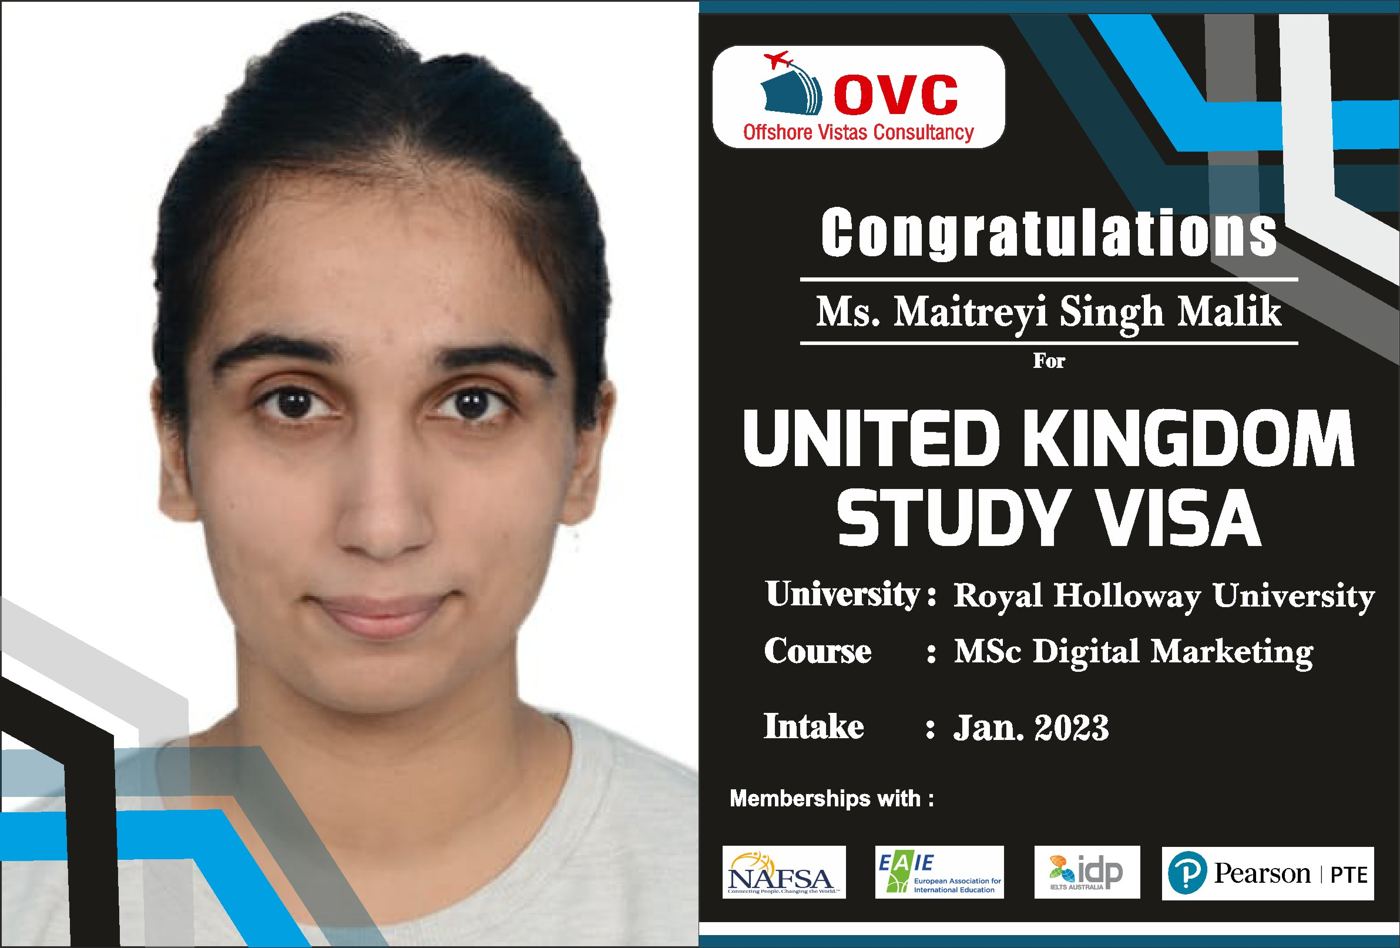 OVC
Offshore Vistas Consultancy
Congratulations
Ms. Maitreyi Singh Malik
For
UNITED KINGDOM
STUDY VISA
University : Royal Holloway University
Course : MSc Digital Marketing
Intake : Jan. 2023
Memberships with :
NAFSA
Connecting People. Changing the World.™
EAIE
European Association for
International Education
idp
IELTS AUSTRALIA
Pearson | PTE